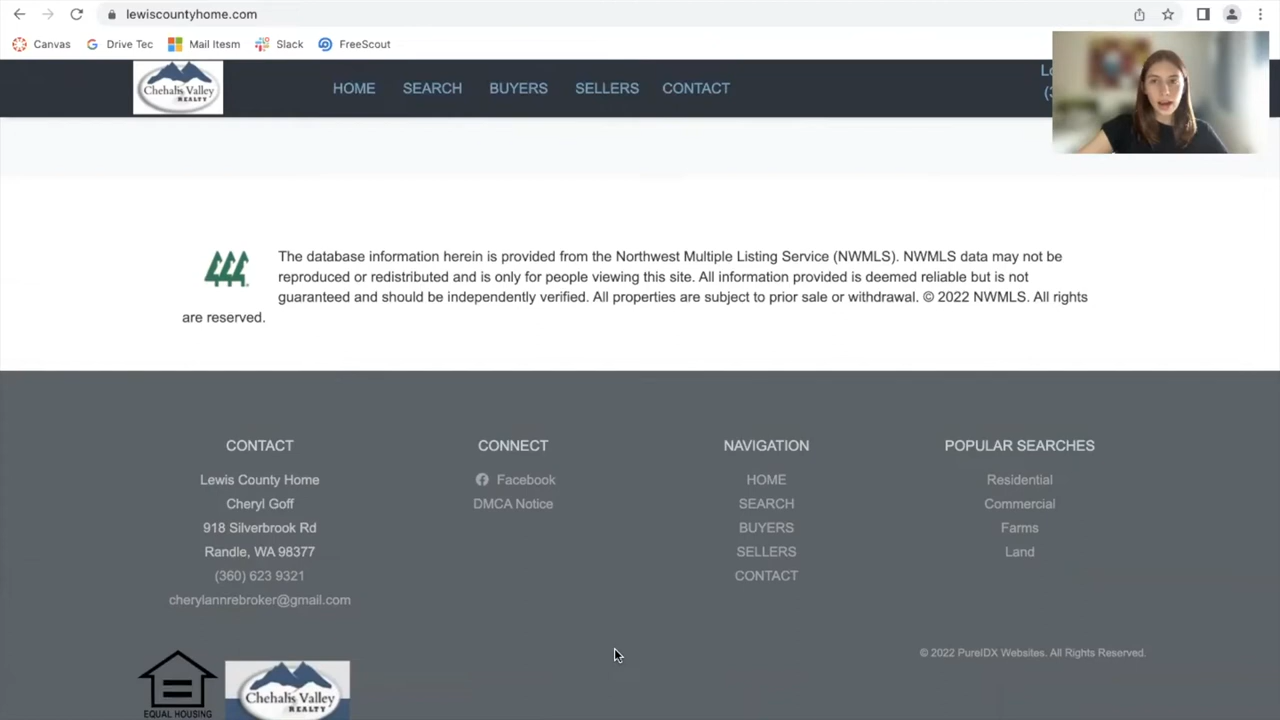 lewiscountyhome.com
Canvas Drive Tec Mail Itesm Slack FreeScout
Chehalis Valley
REALTY
HOME SEARCH BUYERS SELLERS CONTACT
The database information herein is provided from the Northwest Multiple Listing Service (NWMLS). NWMLS data may not be
reproduced or redistributed and is only for people viewing this site. All information provided is deemed reliable but is not
guaranteed and should be independently verified. All properties are subject to prior sale or withdrawal. © 2022 NWMLS. All rights
are reserved.
CONTACT
Lewis County Home
Cheryl Goff
918 Silverbrook Rd
Randle, WA 98377
(360) 623 9321
cherylannrebroker@gmail.com
CONNECT
Facebook
DMCA Notice
NAVIGATION
HOME
SEARCH
BUYERS
SELLERS
CONTACT
POPULAR SEARCHES
Residential
Commercial
Farms
Land
© 2022 PureIDX Websites. All Rights Reserved.
EQUAL HOUSING
Chehalis Valley
REALTY